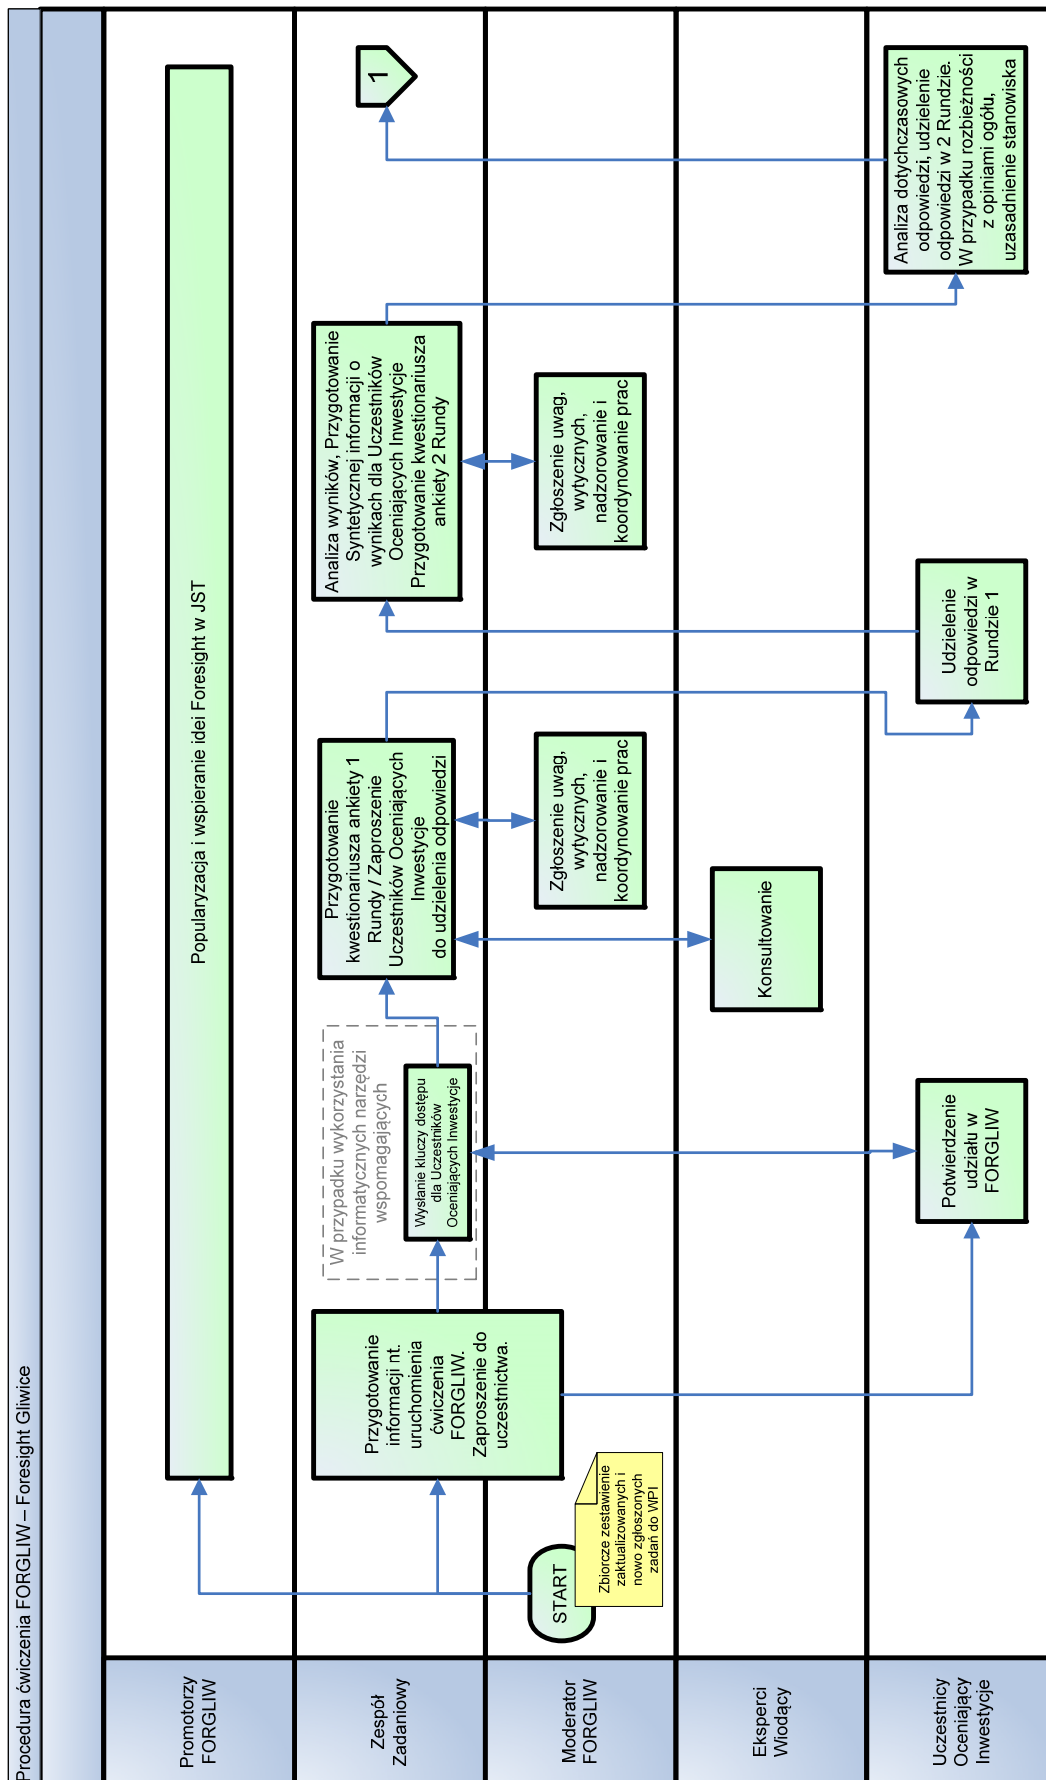 Procedura ćwiczenia FORGLIW – Foresight Gliwice
Promotorzy
FORGLIW
Popularyzacja i wspieranie idei Foresight w JST
Zespół
Zadaniowy
Przygotowanie
informacji nt.
uruchomienia
ćwiczenia
FORGLIW.
Zaproszenie do
uczestnictwa.
W przypadku wykorzystania
informatycznych narzędzi
wspomagających
Wysłanie kluczy dostępu
dla Uczestników
Oceniających Inwestycje
Przygotowanie
kwestionariusza ankiety 1
Rundy / Zaproszenie
Uczestników Oceniających
Inwestycje
do udzielenia odpowiedzi
Analiza wyników, Przygotowanie
Syntetycznej informacji o
wynikach dla Uczestników
Oceniających Inwestycje
Przygotowanie kwestionariusza
ankiety 2 Rundy
1
Moderator
FORGLIW
START
Zbiorcze zestawienie
zaktualizowanych i
nowo zgłoszonych
zadań do WPI
Zgłoszenie uwag,
wytycznych,
nadzorowanie i
koordynowanie prac
Zgłoszenie uwag,
wytycznych,
nadzorowanie i
koordynowanie prac
Eksperci
Wiodący
Konsultowanie
Uczestnicy
Oceniający
Inwestycje
Potwierdzenie
udziału w
FORGLIW
Udzielenie
odpowiedzi w
Rundzie 1
Analiza dotychczasowych
odpowiedzi, udzielenie
odpowiedzi w 2 Rundzie.
W przypadku rozbieżności
z opiniami ogółu,
uzasadnienie stanowiska